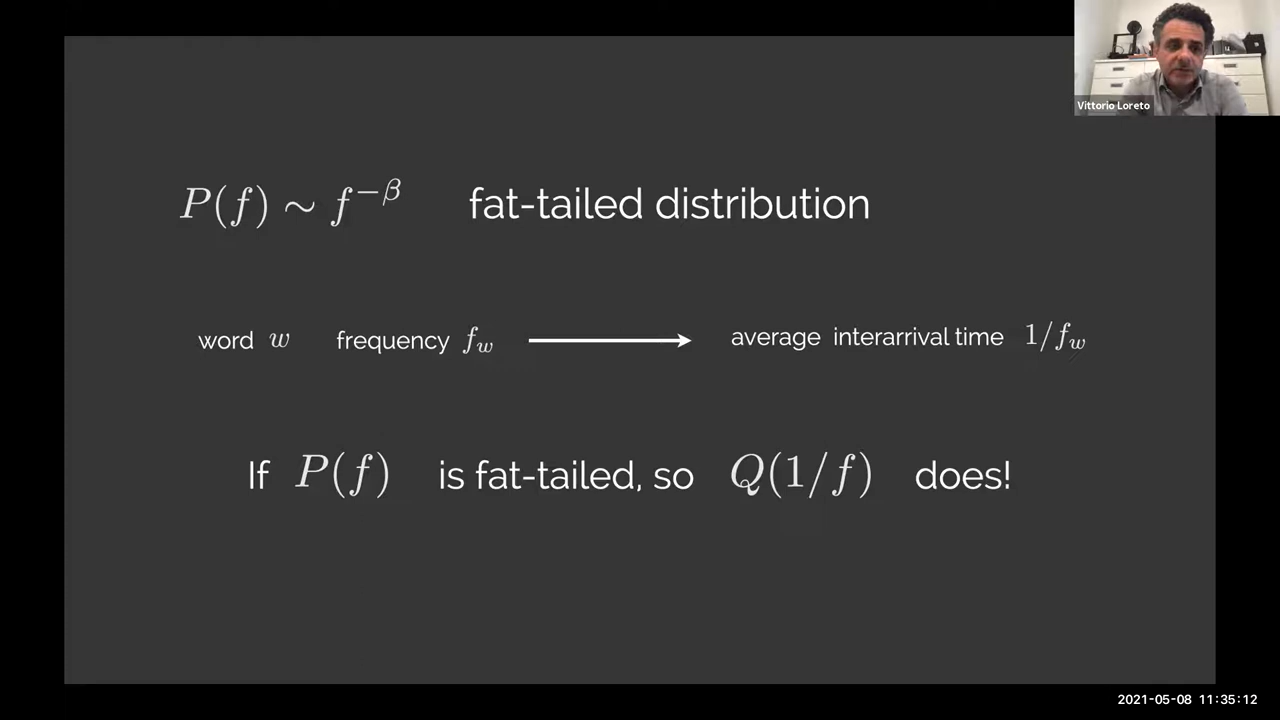 Vittorio Loreto
P(f) ∼ f^{−β} fat-tailed distribution
word w frequency f_w ⟶ average interarrival time 1/f_w
If P(f) is fat-tailed, so Q(1/f) does!
2021-05-08 11:35:12